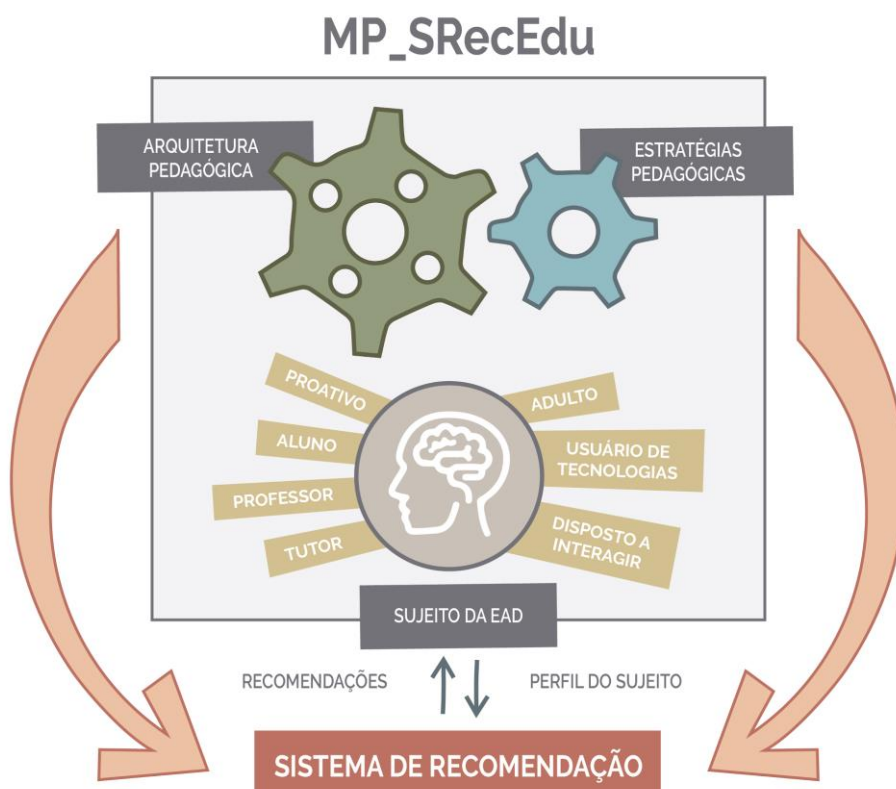 MP_SRecEdu
ARQUITETURA
PEDAGÓGICA
ESTRATÉGIAS
PEDAGÓGICAS
PROATIVO
ALUNO
PROFESSOR
TUTOR
ADULTO
USUÁRIO DE
TECNOLOGIAS
DISPOSTO A
INTERAGIR
SUJEITO DA EAD
RECOMENDAÇÕES
PERFIL DO SUJEITO
SISTEMA DE RECOMENDAÇÃO